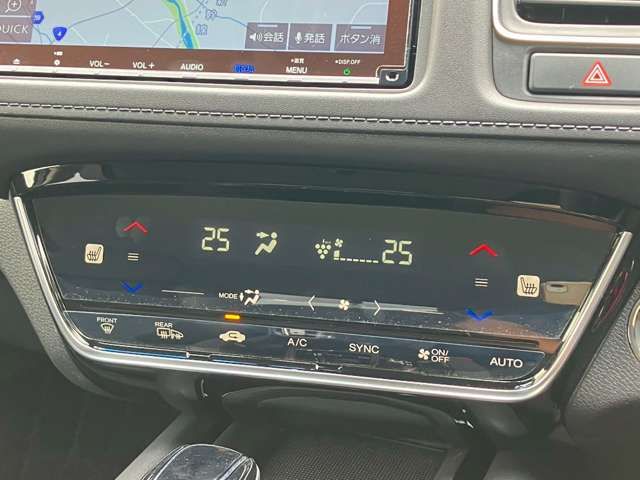 QUICK
会話
発話
ボタン消
4
VOL−
VOL+
AUDIO
MENU
DISP.OFF
25
25
MODE
FRONT
REAR
A/C
SYNC
ON/
OFF
AUTO